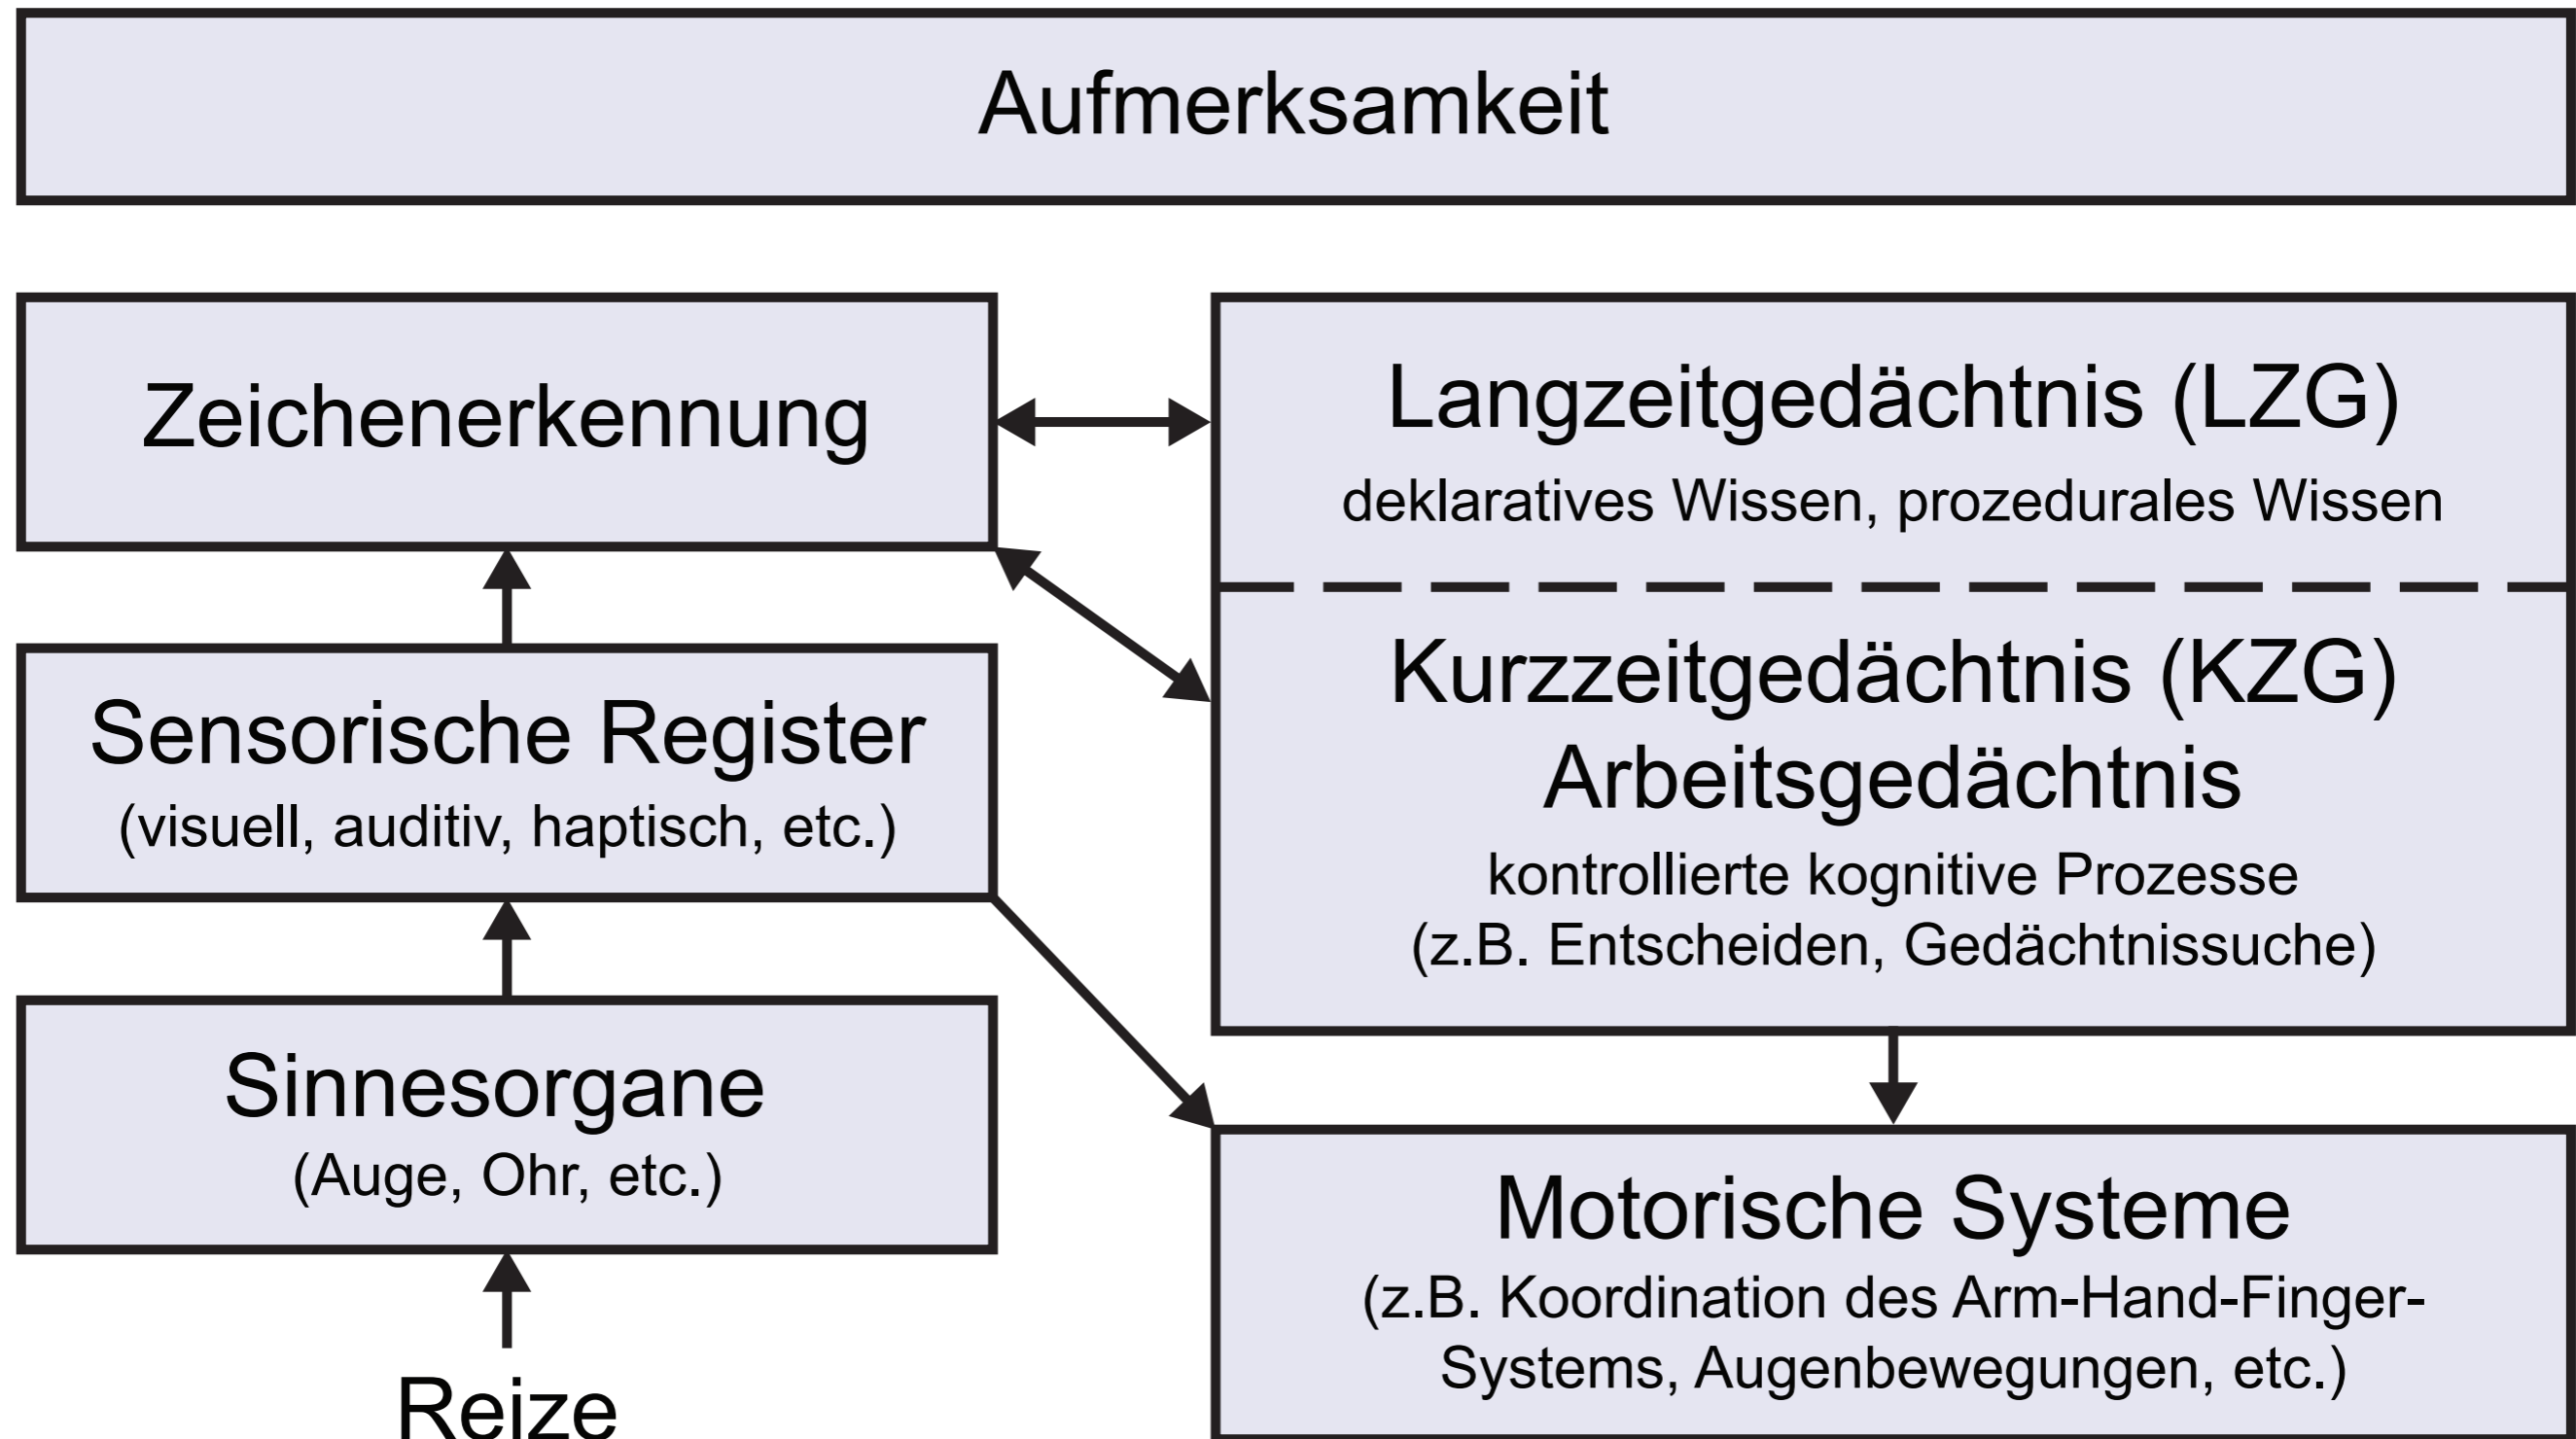 Aufmerksamkeit
Zeichenerkennung
Langzeitgedächtnis (LZG)
deklaratives Wissen, prozedurales Wissen
Kurzzeitgedächtnis (KZG)
Arbeitsgedächtnis
kontrollierte kognitive Prozesse
(z.B. Entscheiden, Gedächtnissuche)
Sensorische Register
(visuell, auditiv, haptisch, etc.)
Sinnesorgane
(Auge, Ohr, etc.)
Motorische Systeme
(z.B. Koordination des Arm-Hand-Finger-
Systems, Augenbewegungen, etc.)
Reize